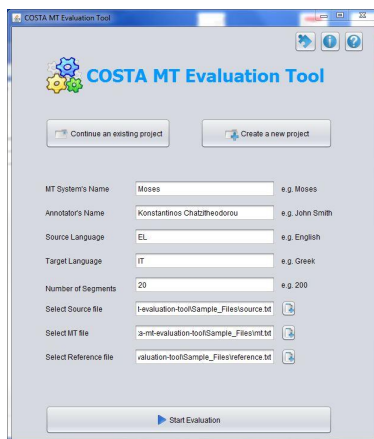 COSTA MT Evaluation Tool
COSTA MT Evaluation Tool
Continue an existing project Create a new project
MT System's Name Moses e.g. Moses
Annotator's Name Konstantinos Chatzitheodorou e.g. John Smith
Source Language EL e.g. English
Target Language IT e.g. Greek
Number of Segments 20 e.g. 200
Select Source file t-evaluation-tool\Sample_Files\source.txt
Select MT file :a-mt-evaluation-tool\Sample_Files\mt.txt
Select Reference file valuation-tool\Sample_Files\reference.txt
Start Evaluation